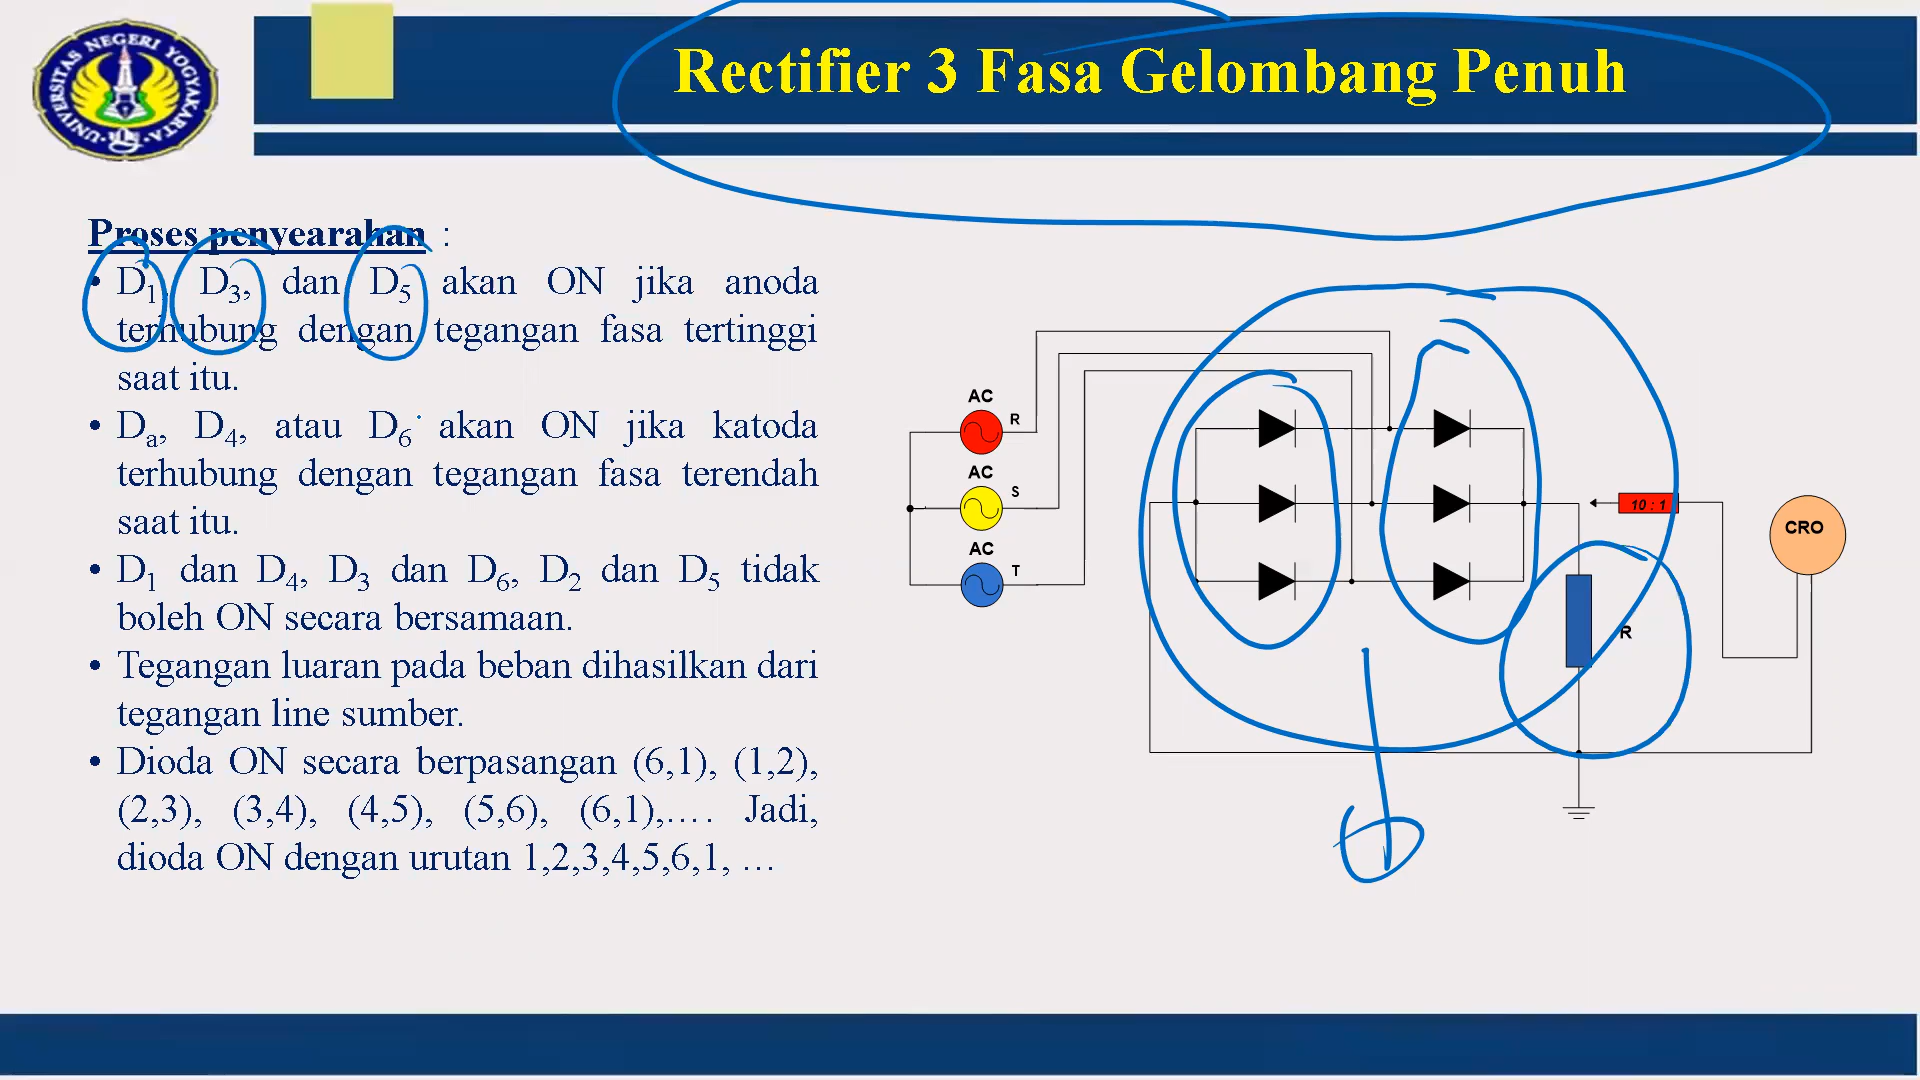 UNIVERSITAS NEGERI YOGYAKARTA
Rectifier 3 Fasa Gelombang Penuh
Proses penyearahan :
• D1, D3, dan D5 akan ON jika anoda
terhubung dengan tegangan fasa tertinggi
saat itu.
• Da, D4, atau D6 akan ON jika katoda
terhubung dengan tegangan fasa terendah
saat itu.
• D1 dan D4, D3 dan D6, D2 dan D5 tidak
boleh ON secara bersamaan.
• Tegangan luaran pada beban dihasilkan dari
tegangan line sumber.
• Dioda ON secara berpasangan (6,1), (1,2),
(2,3), (3,4), (4,5), (5,6), (6,1),…. Jadi,
dioda ON dengan urutan 1,2,3,4,5,6,1, …
AC
R
AC
S
AC
T
10 : 1
CRO
R